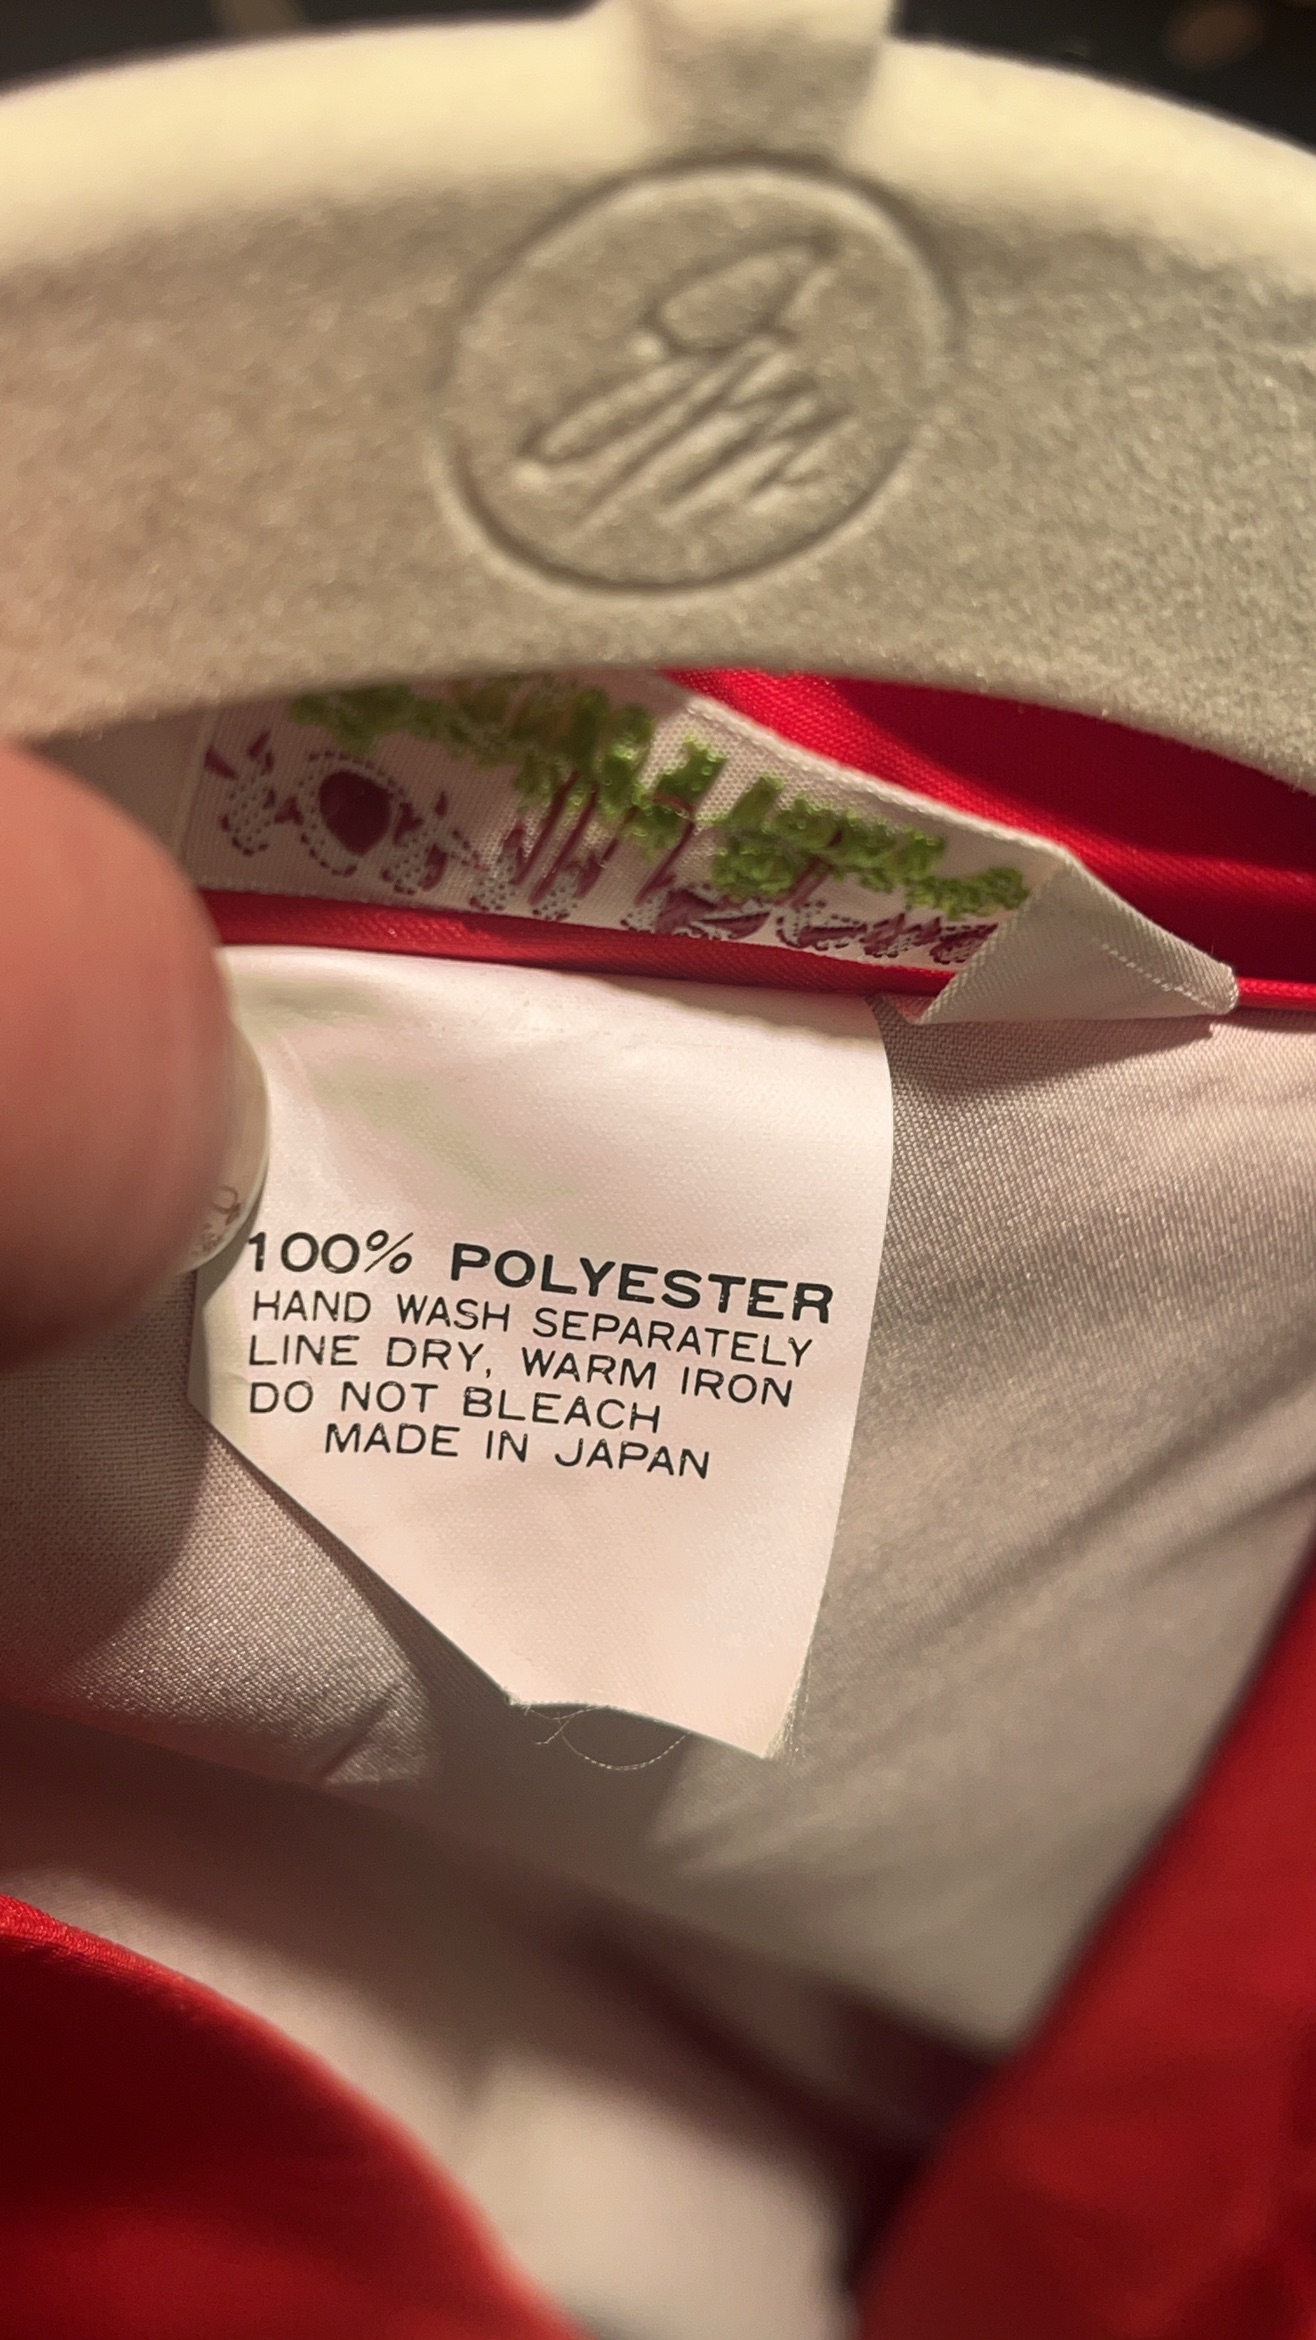 100% POLYESTER
HAND WASH SEPARATELY
LINE DRY, WARM IRON
DO NOT BLEACH
MADE IN JAPAN